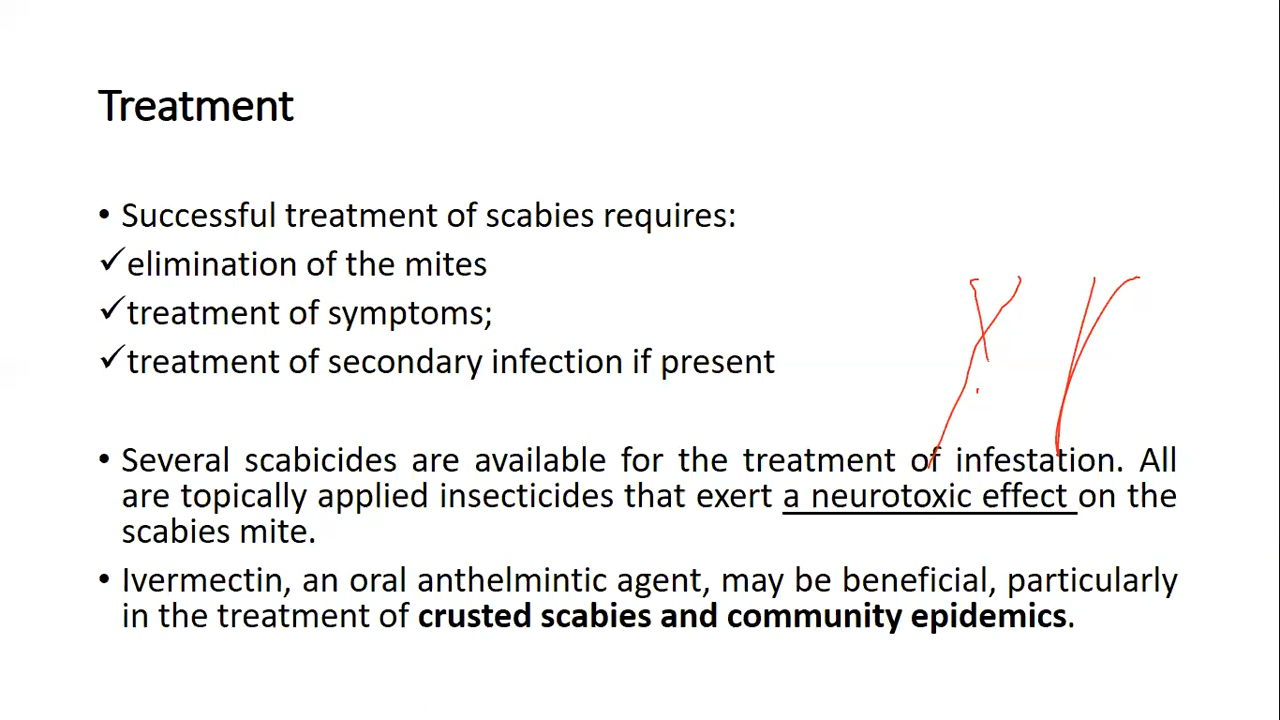 Treatment
• Successful treatment of scabies requires:
✓elimination of the mites
✓treatment of symptoms;
✓treatment of secondary infection if present
• Several scabicides are available for the treatment of infestation. All
are topically applied insecticides that exert a neurotoxic effect on the
scabies mite.
• Ivermectin, an oral anthelmintic agent, may be beneficial, particularly
in the treatment of crusted scabies and community epidemics.